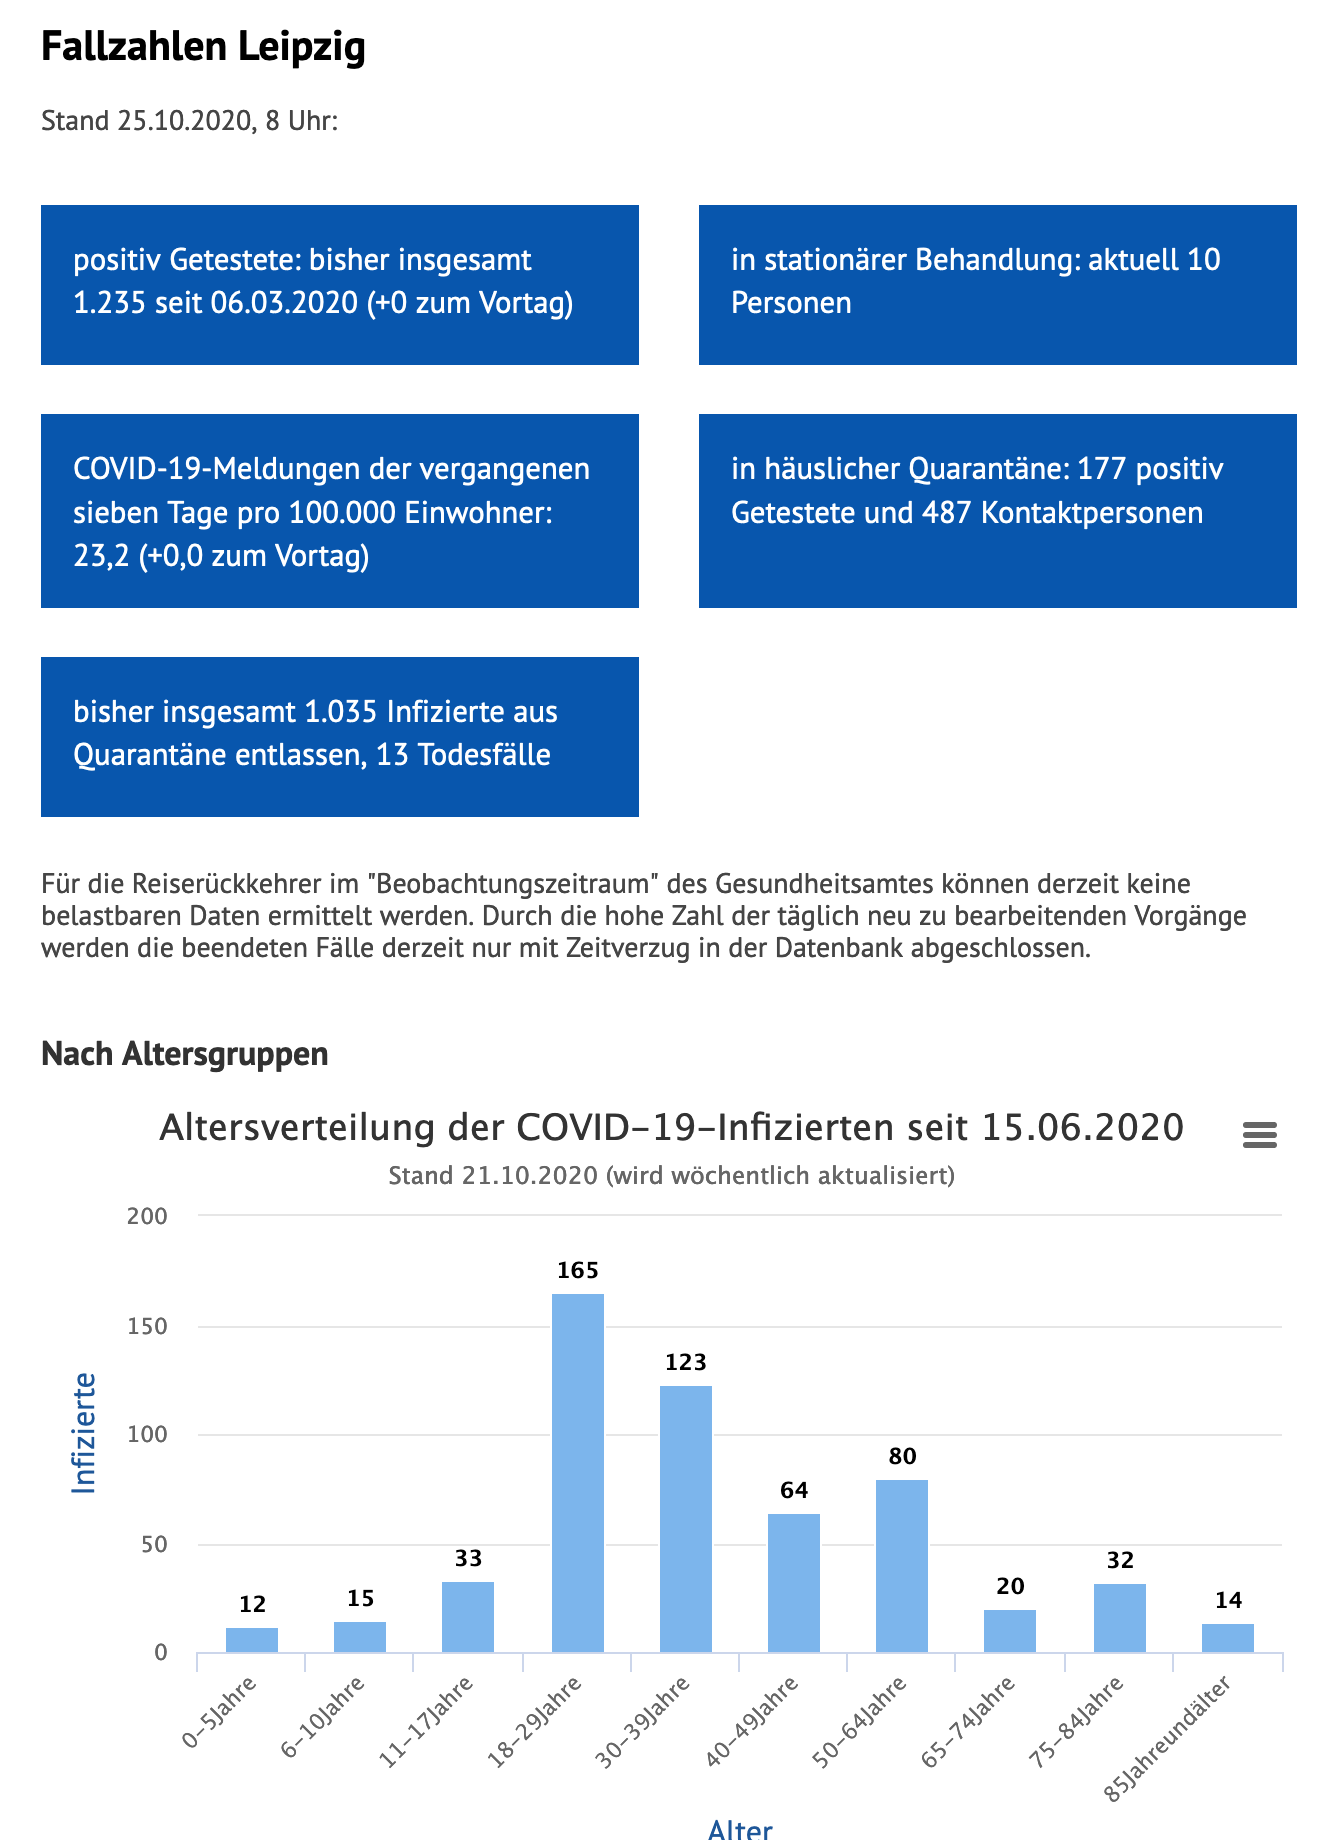 Fallzahlen Leipzig
Stand 25.10.2020, 8 Uhr:
positiv Getestete: bisher insgesamt
1.235 seit 06.03.2020 (+0 zum Vortag)
in stationärer Behandlung: aktuell 10
Personen
COVID-19-Meldungen der vergangenen
sieben Tage pro 100.000 Einwohner:
23,2 (+0,0 zum Vortag)
in häuslicher Quarantäne: 177 positiv
Getestete und 487 Kontaktpersonen
bisher insgesamt 1.035 Infizierte aus
Quarantäne entlassen, 13 Todesfälle
Für die Reiserückkehrer im "Beobachtungszeitraum" des Gesundheitsamtes können derzeit keine
belastbaren Daten ermittelt werden. Durch die hohe Zahl der täglich neu zu bearbeitenden Vorgänge
werden die beendeten Fälle derzeit nur mit Zeitverzug in der Datenbank abgeschlossen.
Nach Altersgruppen
Altersverteilung der COVID-19-Infizierten seit 15.06.2020
Stand 21.10.2020 (wird wöchentlich aktualisiert)
Infizierte
200
150
100
50
0
12
15
33
165
123
64
80
20
32
14
0-5Jahre
6-10Jahre
11-17Jahre
18-29Jahre
30-39Jahre
40-49Jahre
50-64Jahre
65-74Jahre
75-84Jahre
85Jahreundälter
Alter